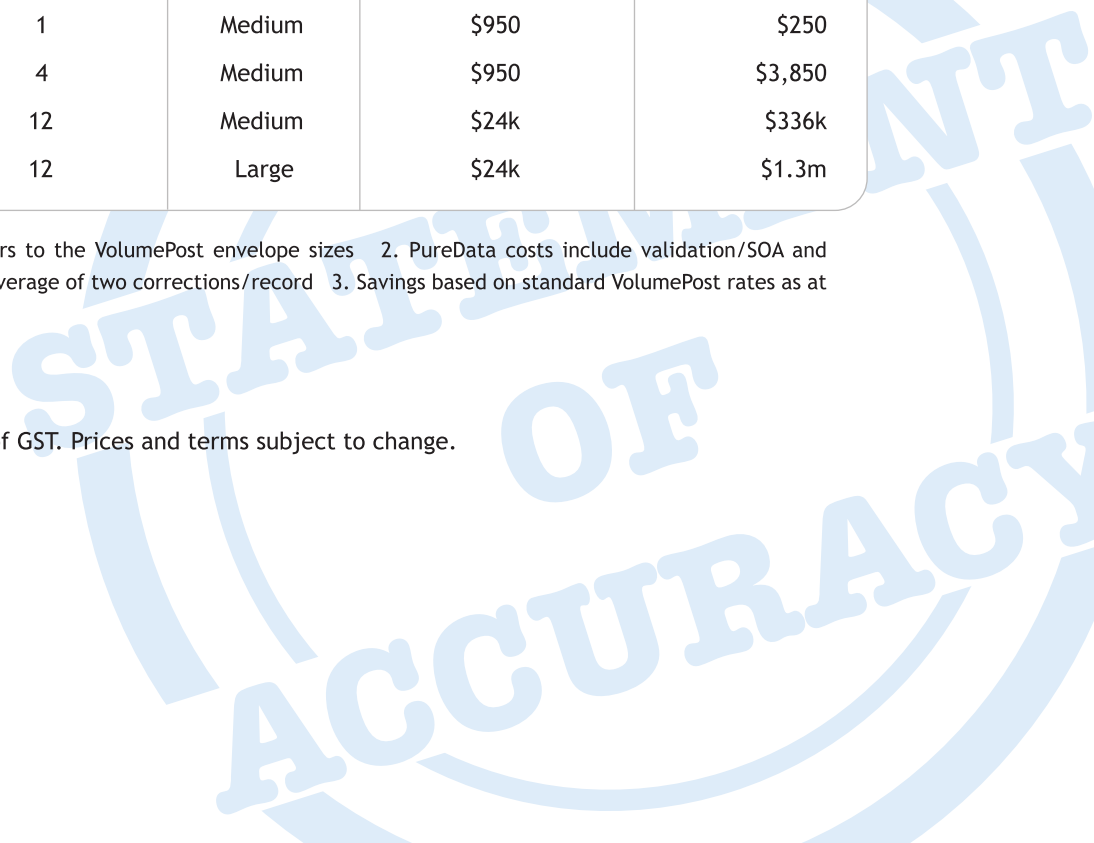 1 Medium $950 $250
4 Medium $950 $3,850
12 Medium $24k $336k
12 Large $24k $1.3m
to the VolumePost envelope sizes 2. PureData costs include validation/SOA and
of two corrections/record 3. Savings based on standard VolumePost rates as at
GST. Prices and terms subject to change.
STATEMENT
OF
ACCURACY